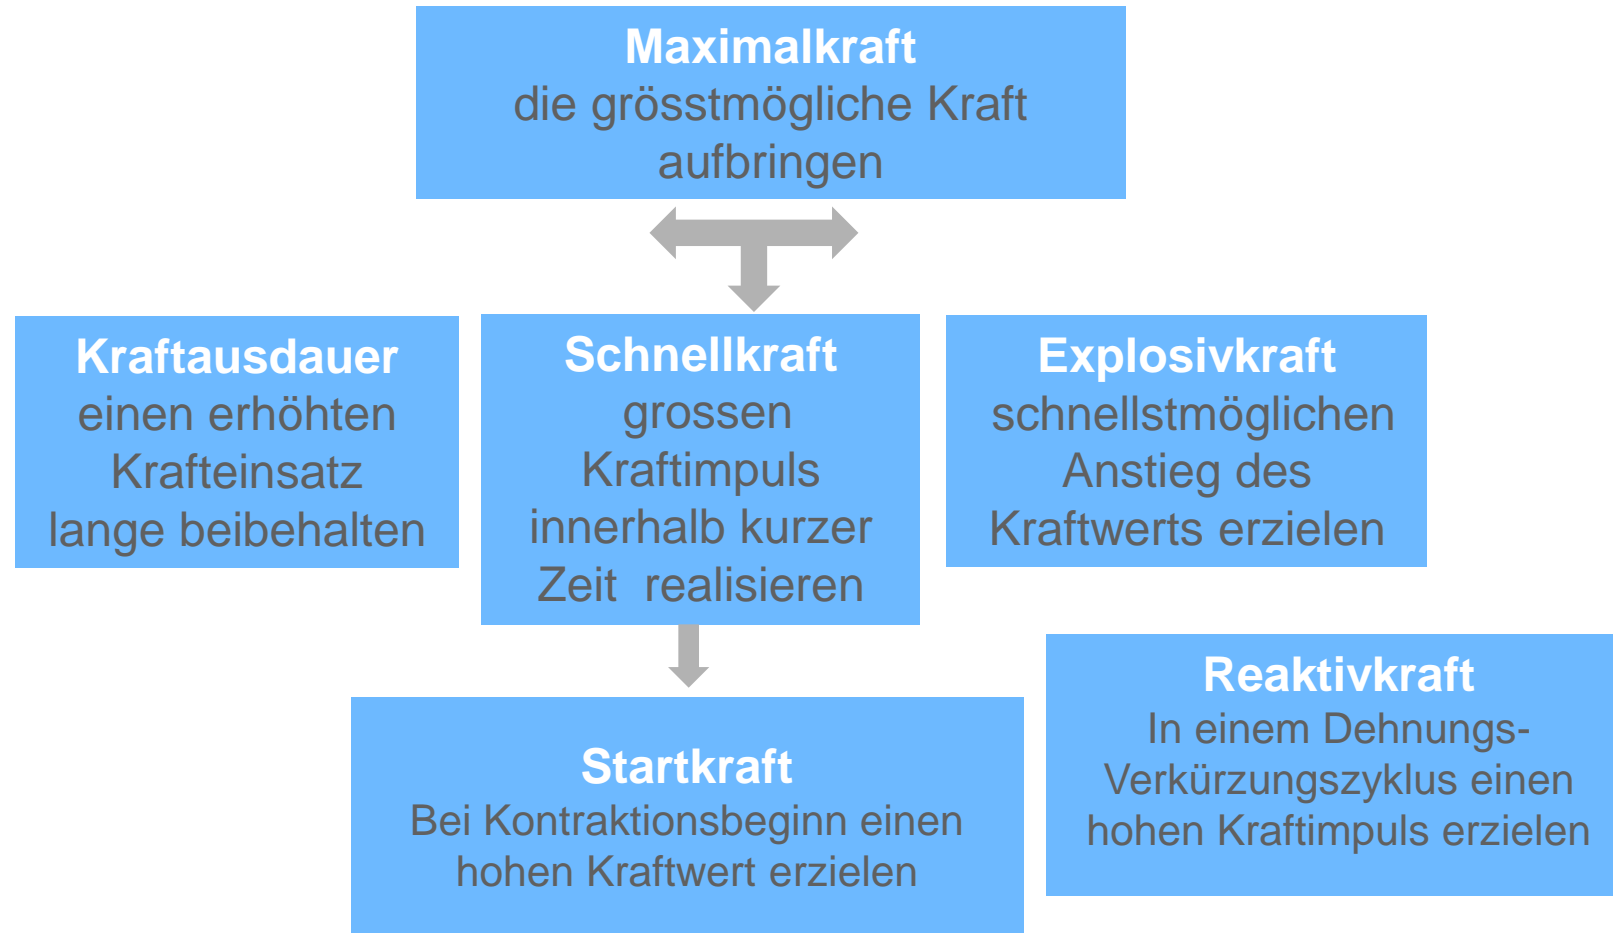 Maximalkraft
die grösstmögliche Kraft
aufbringen
Kraftausdauer
einen erhöhten
Krafteinsatz
lange beibehalten
Schnellkraft
grossen
Kraftimpuls
innerhalb kurzer
Zeit  realisieren
Explosivkraft
schnellstmöglichen
Anstieg des
Kraftwerts erzielen
Startkraft
Bei Kontraktionsbeginn einen
hohen Kraftwert erzielen
Reaktivkraft
In einem Dehnungs-
Verkürzungszyklus einen
hohen Kraftimpuls erzielen